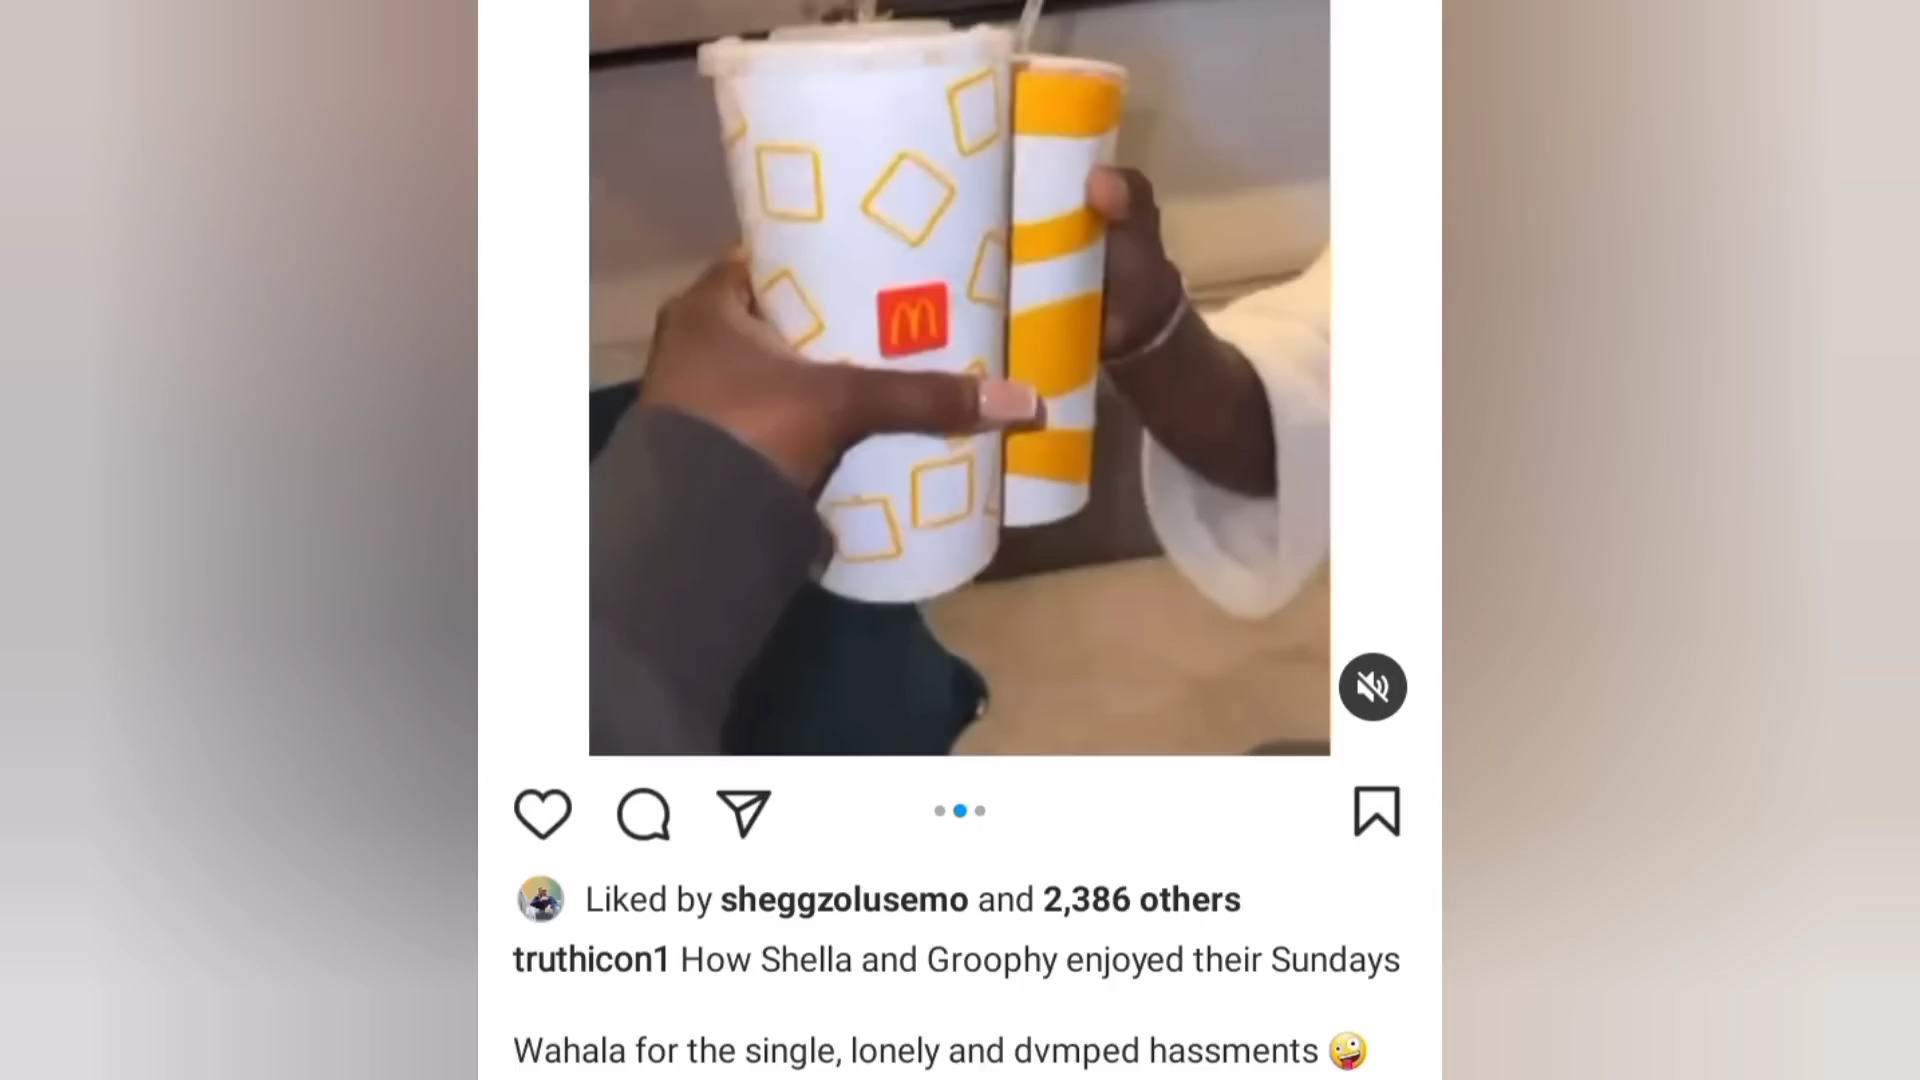 M
Liked by sheggzolusemo and 2,386 others
truthicon1 How Shella and Groophy enjoyed their Sundays
Wahala for the single, lonely and dvmped hassments 🤪